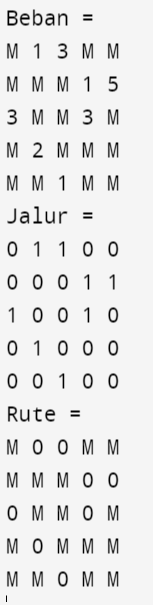 Beban =
M 1 3 M M
M M M 1 5
3 M M 3 M
M 2 M M M
M M 1 M M
Jalur =
0 1 1 0 0
0 0 0 1 1
1 0 0 1 0
0 1 0 0 0
0 0 1 0 0
Rute =
M 0 0 M M
M M M 0 0
0 M M 0 M
M 0 M M M
M M 0 M M